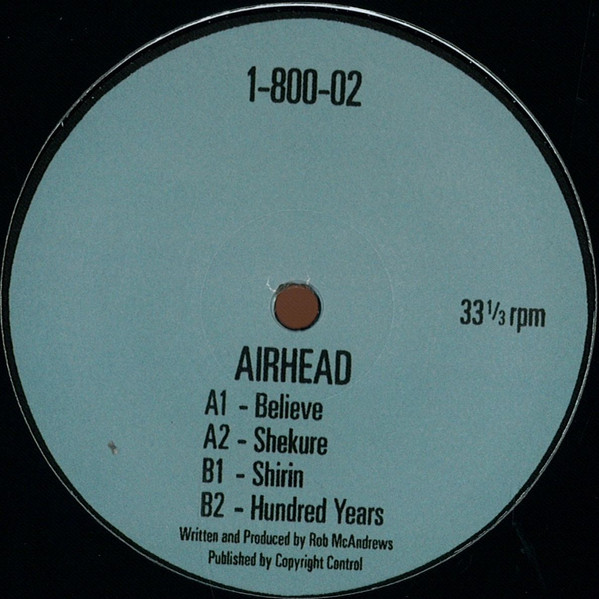 1-800-02
33 1/3 rpm
AIRHEAD
A1 - Believe
A2 - Shekure
B1 - Shirin
B2 - Hundred Years
Written and Produced by Rob McAndrews
Published by Copyright Control